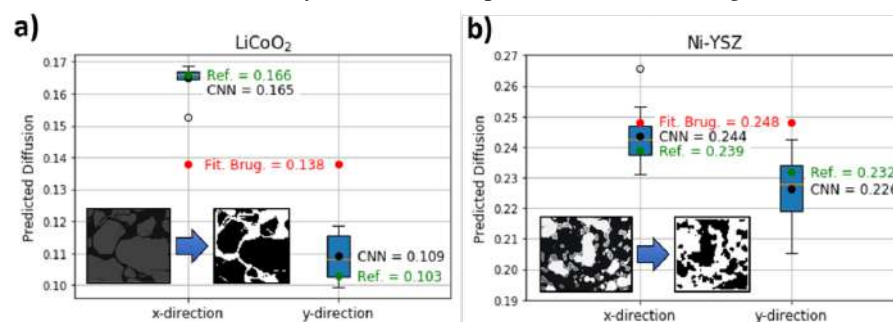 a)
LiCoO₂
Predicted Diffusion
0.17
0.16
0.15
0.14
0.13
0.12
0.11
0.10
Ref. = 0.166
CNN = 0.165
Fit. Brug. = 0.138
CNN = 0.109
Ref. = 0.103
x-direction
y-direction
b)
Ni-YSZ
Predicted Diffusion
0.27
0.26
0.25
0.24
0.23
0.22
0.21
0.20
0.19
Fit. Brug. = 0.248
CNN = 0.244
Ref. = 0.239
Ref. = 0.232
CNN = 0.226
x-direction
y-direction